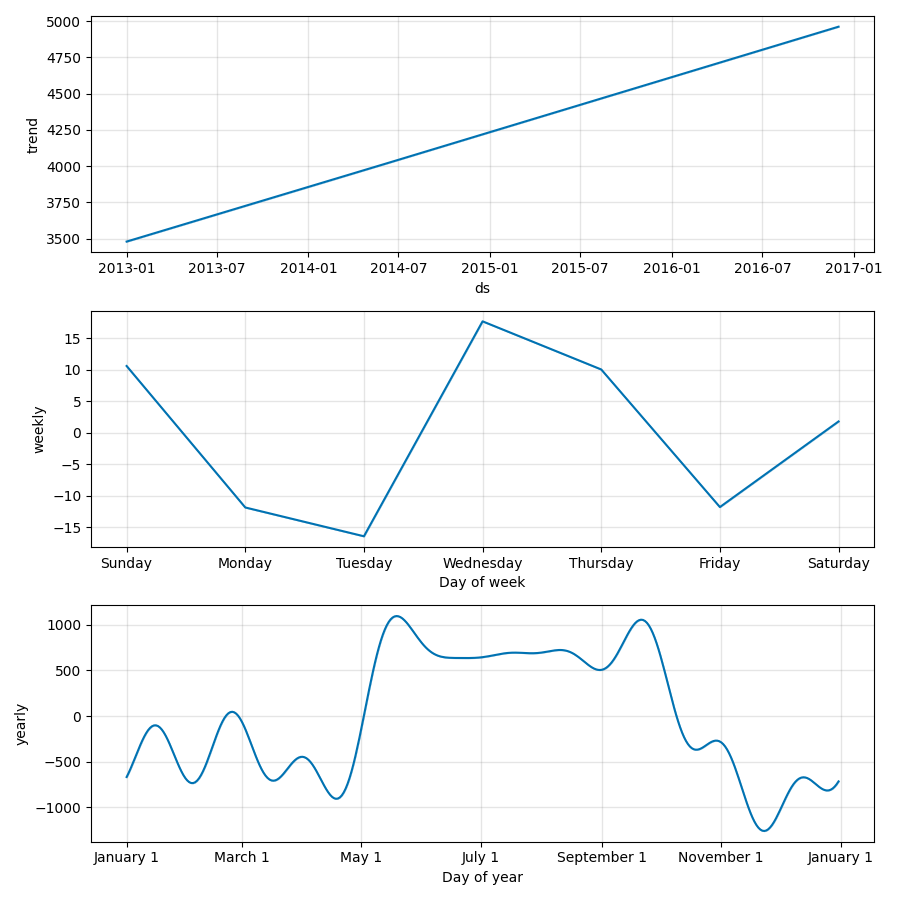 5000
4750
4500
4250
4000
3750
3500
trend
2013-01 2013-07 2014-01 2014-07 2015-01 2015-07 2016-01 2016-07 2017-01
ds
15
10
5
0
−5
−10
−15
weekly
Sunday Monday Tuesday Wednesday Thursday Friday Saturday
Day of week
1000
500
0
−500
−1000
yearly
January 1 March 1 May 1 July 1 September 1 November 1 January 1
Day of year